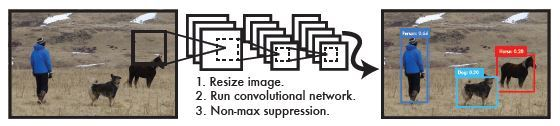 1. Resize image.
2. Run convolutional network.
3. Non-max suppression.
Person: 0.64
Horse: 0.28
Dog: 0.30